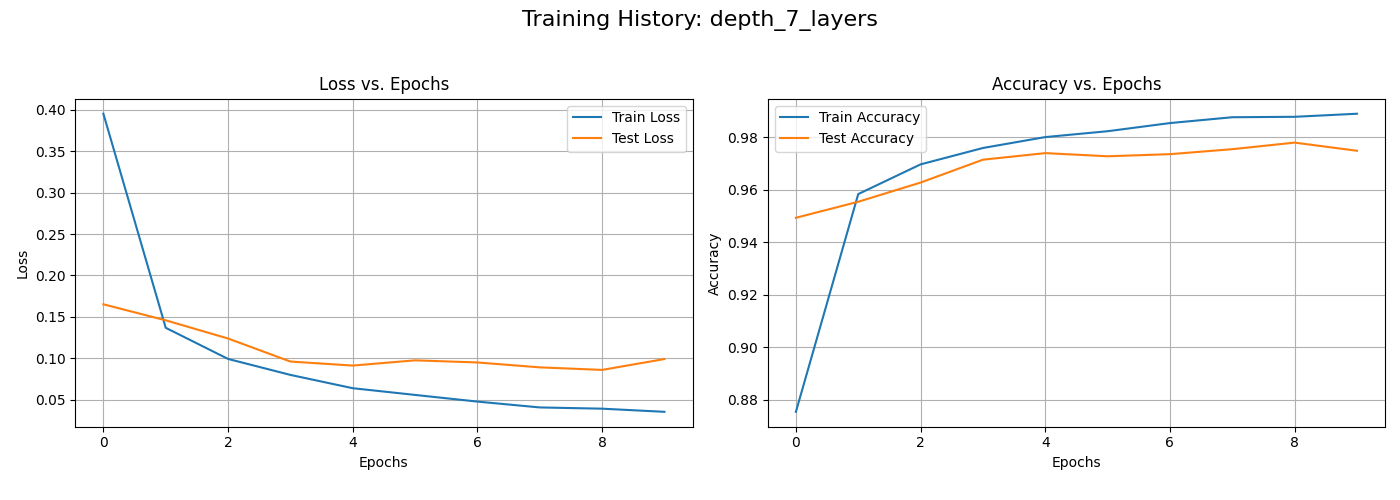 Training History: depth_7_layers
Loss vs. Epochs
0.40
0.35
0.30
0.25
0.20
0.15
0.10
0.05
Loss
0 2 4 6 8
Epochs
Train Loss
Test Loss
Accuracy vs. Epochs
Train Accuracy
Test Accuracy
0.98
0.96
0.94
0.92
0.90
0.88
Accuracy
0 2 4 6 8
Epochs